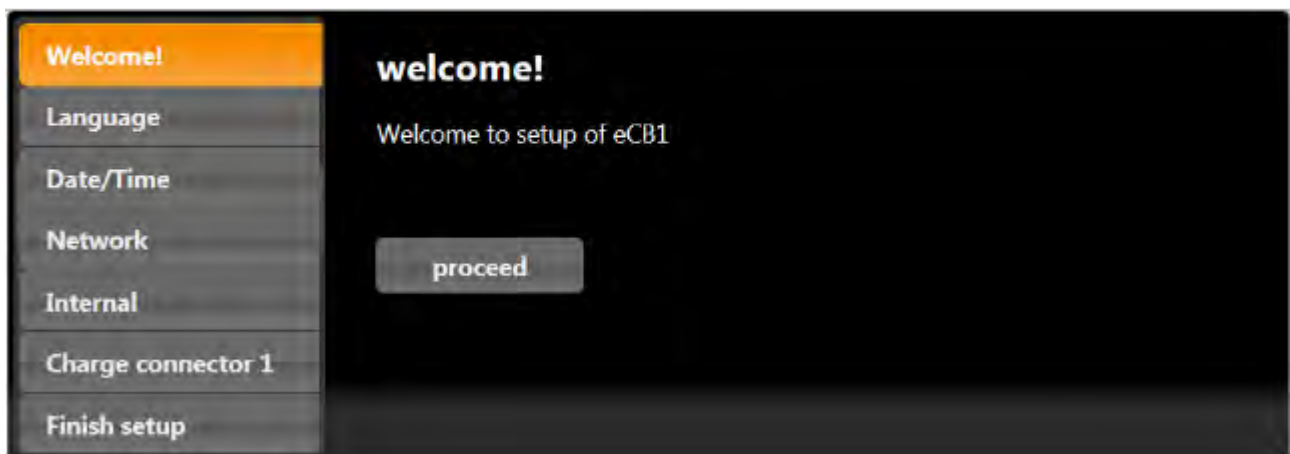 Welcome!
Language
Date/Time
Network
Internal
Charge connector 1
Finish setup
welcome!
Welcome to setup of eCB1
proceed